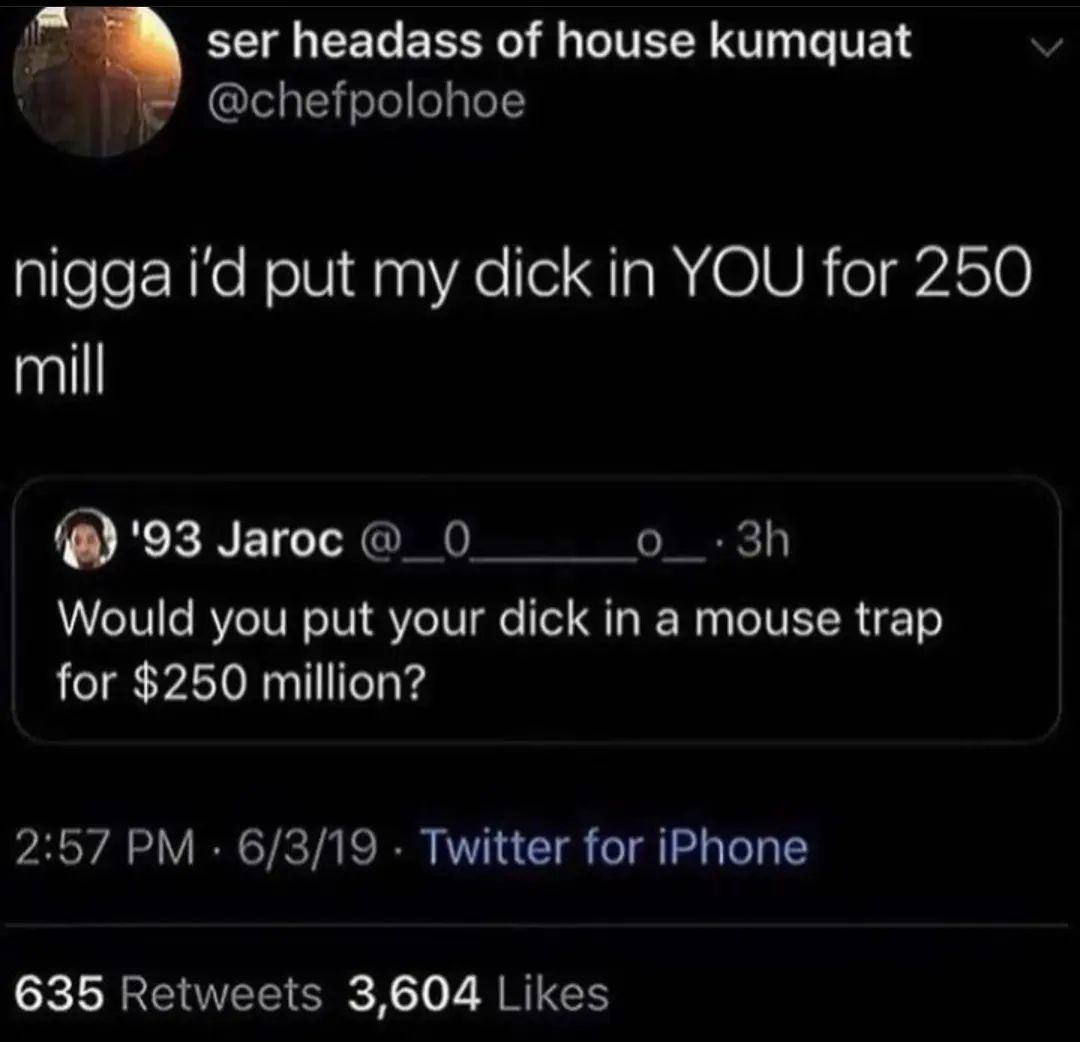 ser headass of house kumquat
@chefpolohoe
nigga i'd put my dick in YOU for 250
mill
'93 Jaroc @__0______o__ · 3h
Would you put your dick in a mouse trap
for $250 million?
2:57 PM · 6/3/19 · Twitter for iPhone
635 Retweets 3,604 Likes